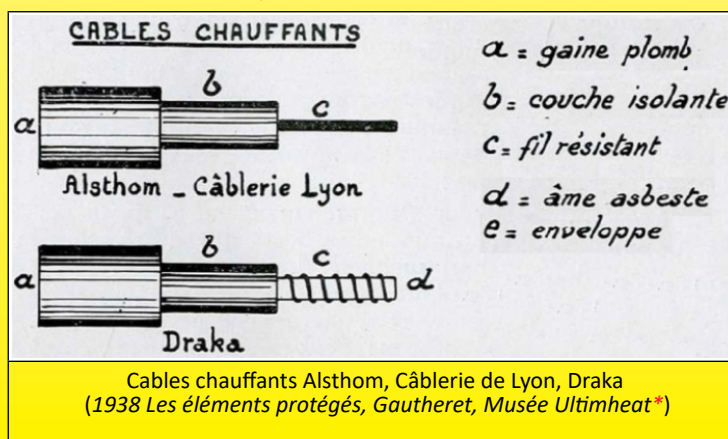 CABLES CHAUFFANTS
a = gaine plomb
b = couche isolante
c = fil résistant
d = âme asbeste
e = enveloppe
a
b
c
Alsthom _ Câblerie Lyon
a
b
c
d
Draka
Cables chauffants Alsthom, Câblerie de Lyon, Draka
(1938 Les éléments protégés, Gautheret, Musée Ultimheat*)